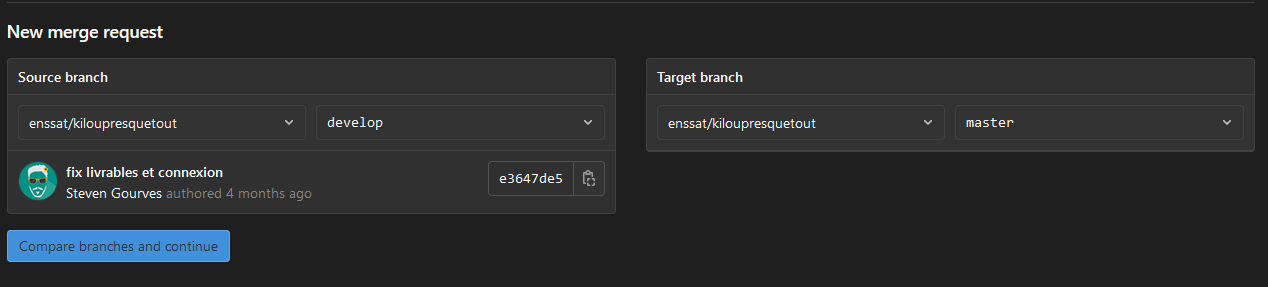 New merge request
Source branch
enssat/kiloupresquetout
develop
fix livrables et connexion
Steven Gourves authored 4 months ago
e3647de5
Target branch
enssat/kiloupresquetout
master
Compare branches and continue